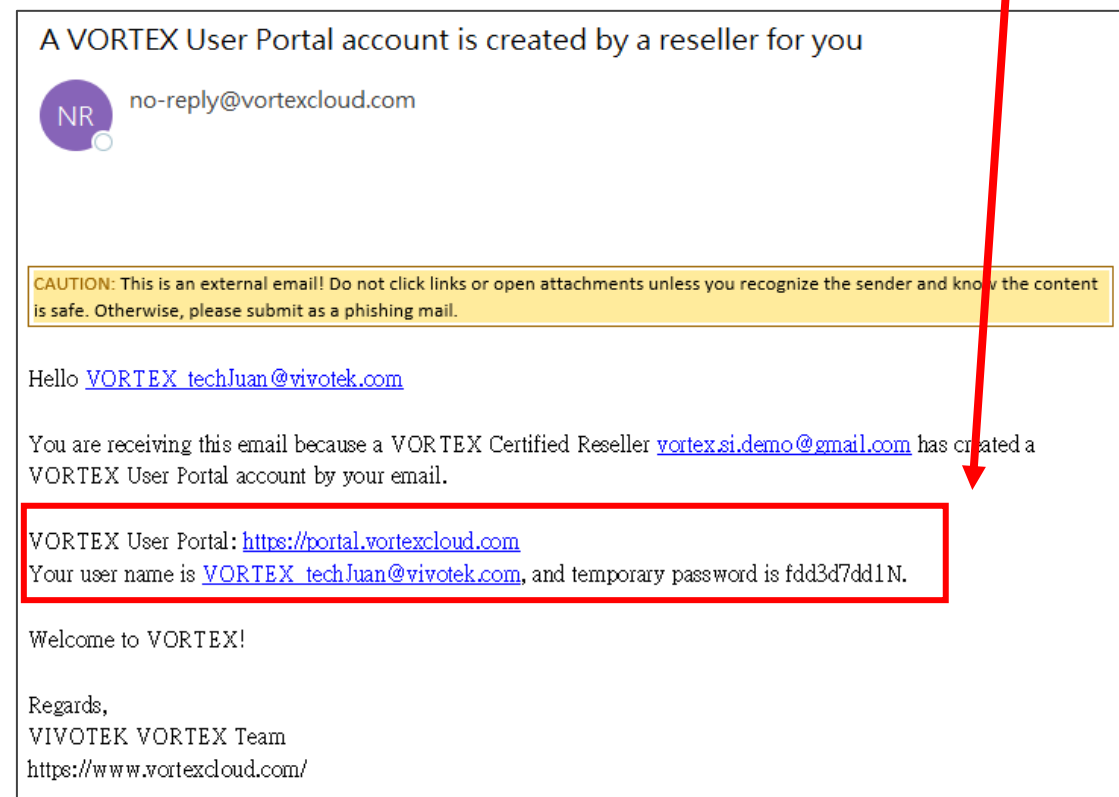 A VORTEX User Portal account is created by a reseller for you
NR
no-reply@vortexcloud.com
CAUTION: This is an external email! Do not click links or open attachments unless you recognize the sender and know the content
is safe. Otherwise, please submit as a phishing mail.
Hello VORTEX_techJuan@vivotek.com
You are receiving this email because a VORTEX Certified Reseller vortex.si.demo@gmail.com has created a
VORTEX User Portal account by your email.
VORTEX User Portal: https://portal.vortexcloud.com
Your user name is VORTEX_techJuan@vivotek.com, and temporary password is fdd3d7dd1N.
Welcome to VORTEX!
Regards,
VIVOTEK VORTEX Team
https://www.vortexcloud.com/